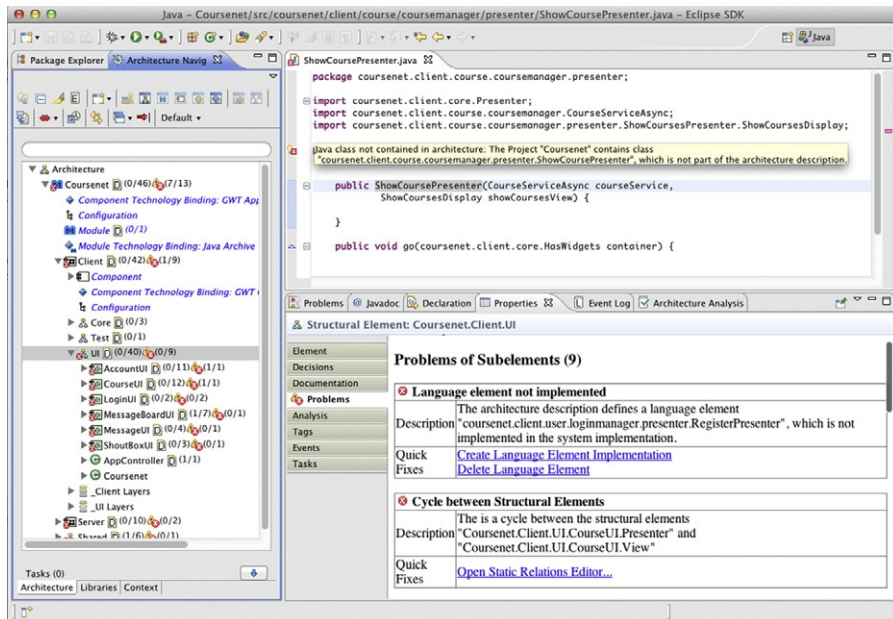 Java - Coursenet/src/coursenet/client/course/coursemanager/presenter/ShowCoursePresenter.java - Eclipse SDK
Java
Package Explorer
Architecture Navig
Default
Architecture
Coursenet D (0/46) (7/13)
Component Technology Binding: GWT App
Configuration
Module D (0/1)
Module Technology Binding: Java Archive
Client D (0/42) (1/9)
Component
Component Technology Binding: GWT
Configuration
Core D (0/3)
Test D (0/1)
UI D (0/40) (0/9)
AccountUI D (0/11) (1/1)
CourseUI D (0/12) (1/1)
LoginUI D (0/2) (0/2)
MessageBoardUI D (1/7) (0/1)
MessageUI D (0/4) (0/1)
ShoutBoxUI D (0/3) (0/1)
AppController D (1/1)
Coursenet
_Client Layers
_UI Layers
Server D (0/10) (0/2)
Shared D (1/6) (0/1)
Tasks (0)
Architecture Libraries Context
ShowCoursePresenter.java
package coursenet.client.course.coursemanager.presenter;
import coursenet.client.core.Presenter;
import coursenet.client.course.coursemanager.CourseServiceAsync;
import coursenet.client.course.coursemanager.presenter.ShowCoursesPresenter.ShowCoursesDisplay;
Java class not contained in architecture: The Project "Coursenet" contains class
"coursenet.client.course.coursemanager.presenter.ShowCoursePresenter", which is not part of the architecture description.
public ShowCoursePresenter(CourseServiceAsync courseService,
ShowCoursesDisplay showCoursesView) {
}
public void go(coursenet.client.core.HasWidgets container) {
Problems @ Javadoc Declaration Properties Event Log Architecture Analysis
Structural Element: Coursenet.Client.UI
Element
Decisions
Documentation
Problems
Analysis
Tags
Events
Tasks
Problems of Subelements (9)
Language element not implemented
Description
The architecture description defines a language element
"coursenet.client.user.loginmanager.presenter.RegisterPresenter", which is not
implemented in the system implementation.
Quick Fixes
Create Language Element Implementation
Delete Language Element
Cycle between Structural Elements
Description
The is a cycle between the structural elements
"Coursenet.Client.UI.CourseUI.Presenter" and
"Coursenet.Client.UI.CourseUI.View"
Quick Fixes
Open Static Relations Editor...